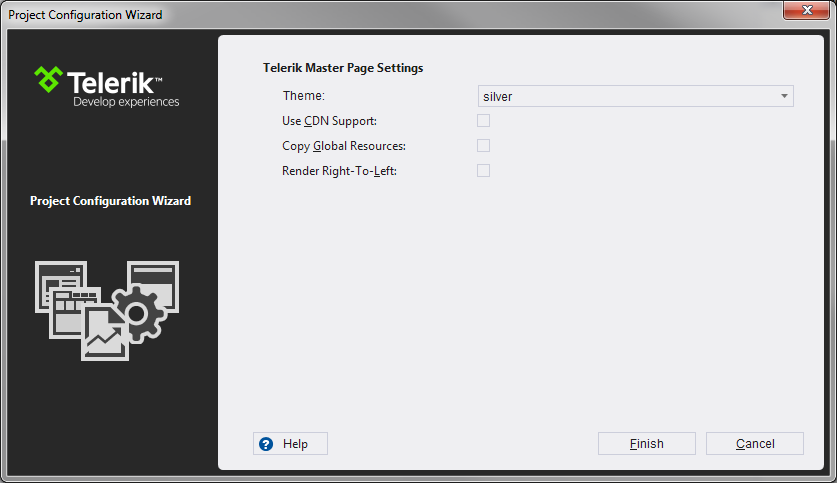 Project Configuration Wizard
Telerik™
Develop experiences
Project Configuration Wizard
Telerik Master Page Settings
Theme: silver
Use CDN Support:
Copy Global Resources:
Render Right-To-Left:
? Help
Finish
Cancel